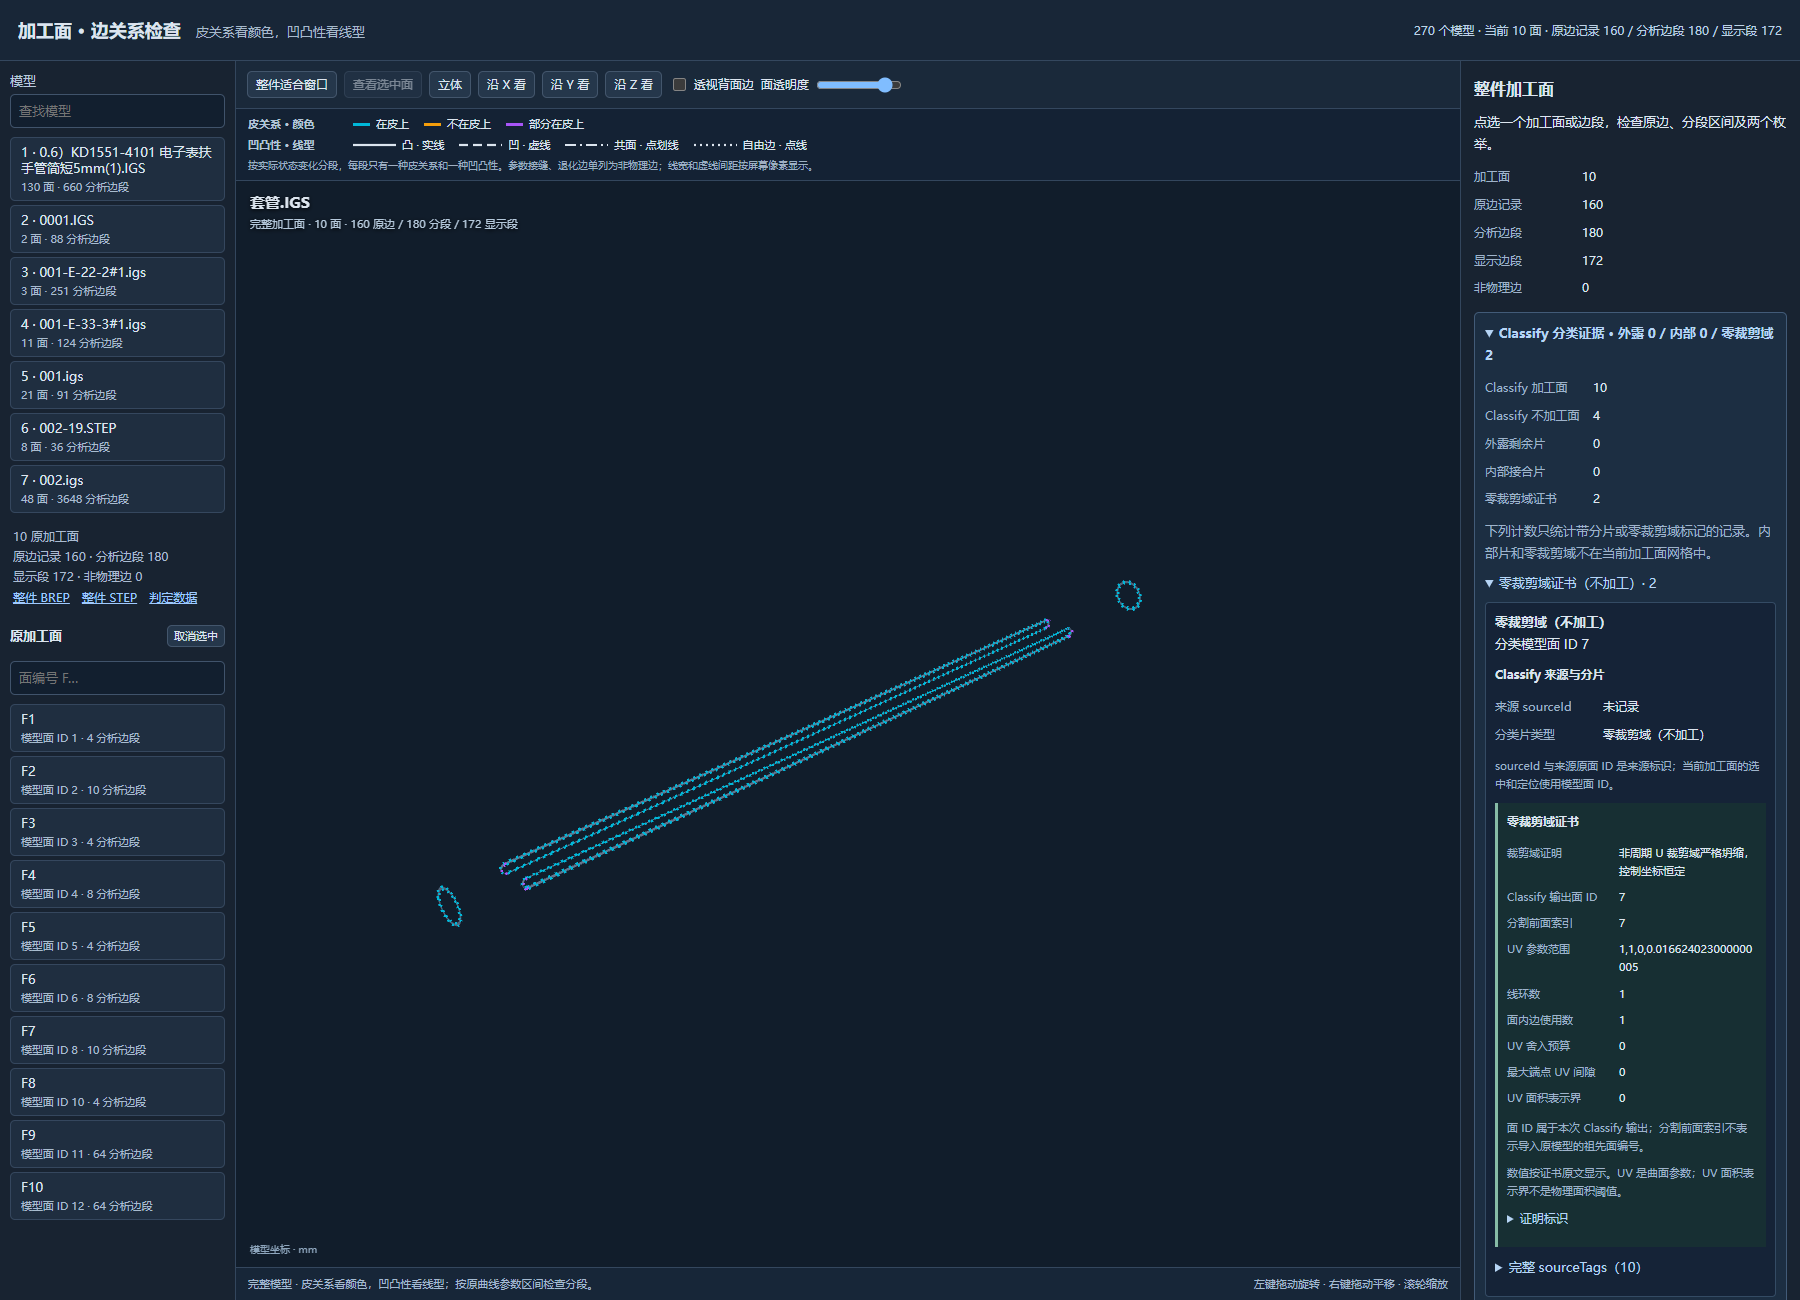 加工面 • 边关系检查
皮关系看颜色，凹凸性看线型
270 个模型 · 当前 10 面 · 原边记录 160 / 分析边段 180 / 显示段 172
模型
查找模型
1 · 0.6）KD1551-4101 电子表扶手管简短5mm(1).IGS
130 面 · 660 分析边段
2 · 0001.IGS
2 面 · 88 分析边段
3 · 001-E-22-2#1.igs
3 面 · 251 分析边段
4 · 001-E-33-3#1.igs
11 面 · 124 分析边段
5 · 001.igs
21 面 · 91 分析边段
6 · 002-19.STEP
8 面 · 36 分析边段
7 · 002.igs
48 面 · 3648 分析边段
10 原加工面
原边记录 160 · 分析边段 180
显示段 172 · 非物理边 0
整件 BREP 整件 STEP 判定数据
原加工面 取消选中
面编号 F...
F1
模型面 ID 1 · 4 分析边段
F2
模型面 ID 2 · 10 分析边段
F3
模型面 ID 3 · 4 分析边段
F4
模型面 ID 4 · 8 分析边段
F5
模型面 ID 5 · 4 分析边段
F6
模型面 ID 6 · 8 分析边段
F7
模型面 ID 8 · 10 分析边段
F8
模型面 ID 10 · 4 分析边段
F9
模型面 ID 11 · 64 分析边段
F10
模型面 ID 12 · 64 分析边段
整件适合窗口 查看选中面 立体 沿 X 看 沿 Y 看 沿 Z 看 透视背面边 面透明度
皮关系 • 颜色 在皮上 不在皮上 部分在皮上
凹凸性 • 线型 凸 · 实线 凹 · 虚线 共面 · 点划线 自由边 · 点线
按实际状态变化分段，每段只有一种皮关系和一种凹凸性。参数接缝、退化边单列为非物理边；线宽和虚线间距按屏幕像素显示。
套管.IGS
完整加工面 · 10 面 · 160 原边 / 180 分段 / 172 显示段
模型坐标 · mm
完整模型 · 皮关系看颜色，凹凸性看线型；按原曲线参数区间检查分段。
左键拖动旋转 · 右键拖动平移 · 滚轮缩放
整件加工面
点选一个加工面或边段，检查原边、分段区间及两个枚举。
加工面 10
原边记录 160
分析边段 180
显示边段 172
非物理边 0
▼ Classify 分类证据 • 外露 0 / 内部 0 / 零裁剪域 2
Classify 加工面 10
Classify 不加工面 4
外露剩余片 0
内部接合片 0
零裁剪域证书 2
下列计数只统计带分片或零裁剪域标记的记录。内部片和零裁剪域不在当前加工面网格中。
▼ 零裁剪域证书（不加工）· 2
零裁剪域（不加工）
分类模型面 ID 7
Classify 来源与分片
来源 sourceId 未记录
分类片类型 零裁剪域（不加工）
sourceId 与来源原面 ID 是来源标识；当前加工面的选中和定位使用模型面 ID。
零裁剪域证书
裁剪域证明 非周期 U 裁剪域严格坍缩，控制坐标恒定
Classify 输出面 ID 7
分割前面索引 7
UV 参数范围 1,1,0,0.016624023000000005
线环数 1
面内边使用数 1
UV 舍入预算 0
最大端点 UV 间隙 0
UV 面积表示界 0
面 ID 属于本次 Classify 输出；分割前面索引不表示导入原模型的祖先面编号。
数值按证书原文显示。UV 是曲面参数；UV 面积表示界不是物理面积阈值。
▶ 证明标识
▶ 完整 sourceTags（10）